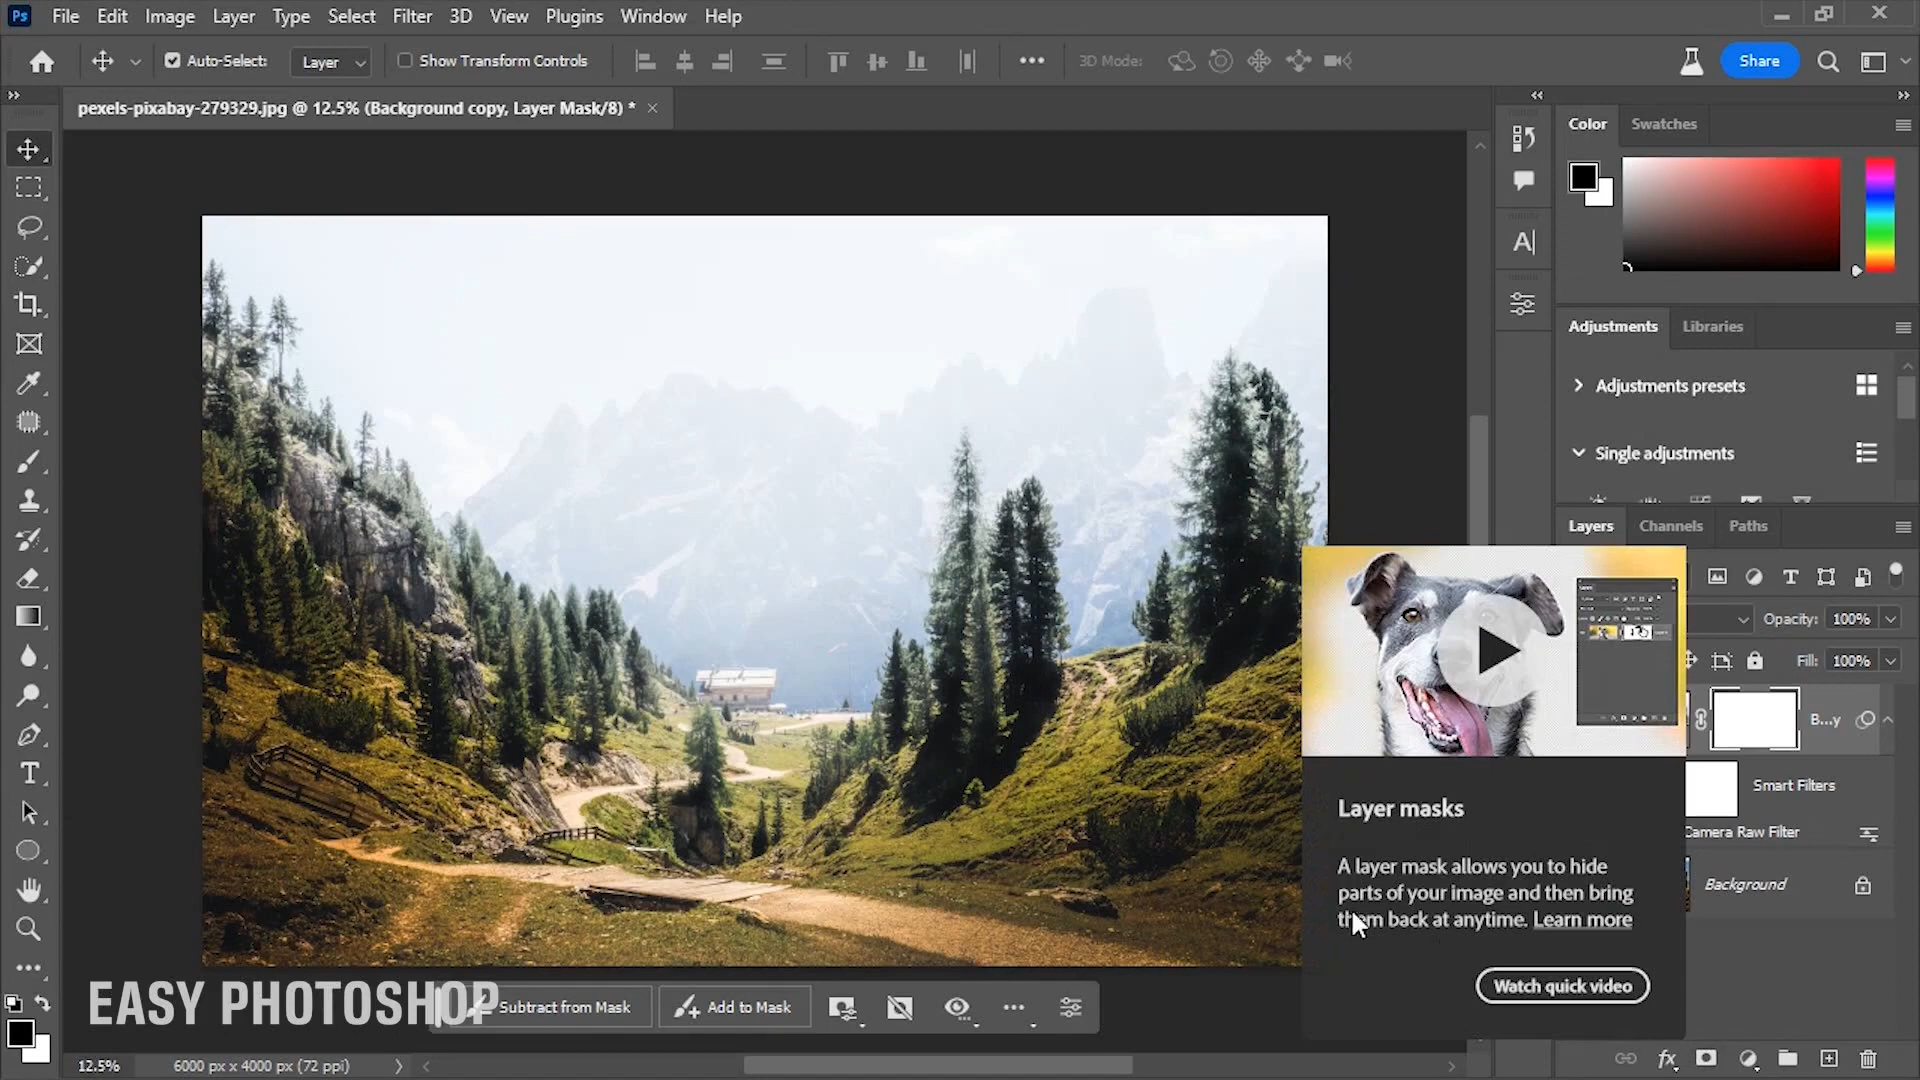 Ps File Edit Image Layer Type Select Filter 3D View Plugins Window Help
Auto-Select: Layer Show Transform Controls 3D Mode: Share
pexels-pixabay-279329.jpg @ 12.5% (Background copy, Layer Mask/8) *
Color Swatches
Adjustments Libraries
Adjustments presets
Single adjustments
Layers Channels Paths
Opacity: 100%
Fill: 100%
B...y
Smart Filters
Camera Raw Filter
Background
Layer masks
A layer mask allows you to hide
parts of your image and then bring
them back at anytime. Learn more
Watch quick video
EASY PHOTOSHOP
Subtract from Mask Add to Mask
12.5% 6000 px x 4000 px (72 ppi)
fx